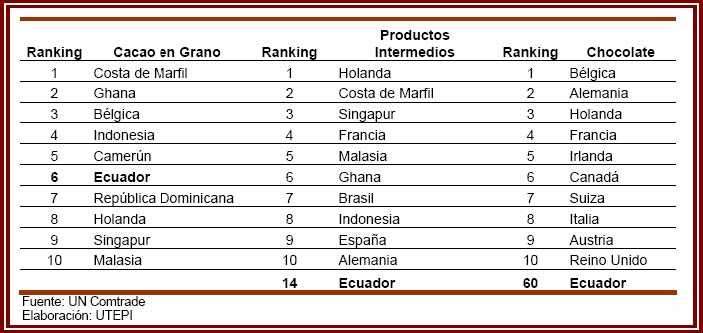 Productos
Ranking Cacao en Grano Ranking Intermedios Ranking Chocolate
1 Costa de Marfil 1 Holanda 1 Bélgica
2 Ghana 2 Costa de Marfil 2 Alemania
3 Bélgica 3 Singapur 3 Holanda
4 Indonesia 4 Francia 4 Francia
5 Camerún 5 Malasia 5 Irlanda
6 Ecuador 6 Ghana 6 Canadá
7 República Dominicana 7 Brasil 7 Suiza
8 Holanda 8 Indonesia 8 Italia
9 Singapur 9 España 9 Austria
10 Malasia 10 Alemania 10 Reino Unido
14 Ecuador 60 Ecuador
Fuente: UN Comtrade
Elaboración: UTEPI